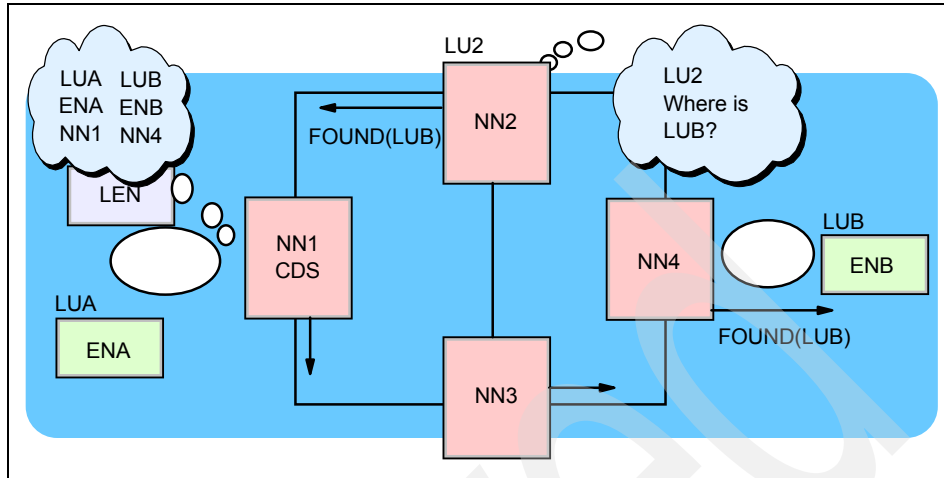 LU2
LUA LUB
ENA ENB
NN1 NN4
LU2
Where is
LUB?
NN2
FOUND(LUB)
LEN
NN1
CDS
NN4
LUB
ENB
LUA
ENA
FOUND(LUB)
NN3